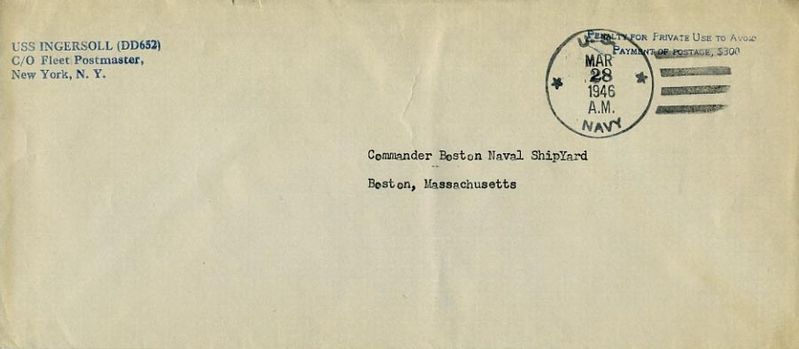 USS INGERSOLL (DD652)
C/O Fleet Postmaster,
New York, N. Y.
PENALTY FOR PRIVATE USE TO AVOID
PAYMENT OF POSTAGE, $300
U.S.
MAR
28
1946
A.M.
NAVY
Commander Boston Naval ShipYard
Boston, Massachusetts